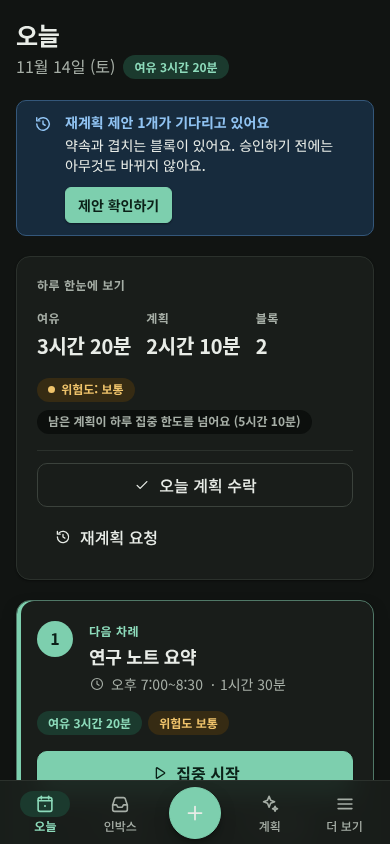 오늘
11월 14일 (토) 여유 3시간 20분
재계획 제안 1개가 기다리고 있어요
약속과 겹치는 블록이 있어요. 승인하기 전에는
아무것도 바뀌지 않아요.
제안 확인하기
하루 한눈에 보기
여유 계획 블록
3시간 20분 2시간 10분 2
위험도: 보통
남은 계획이 하루 집중 한도를 넘어요 (5시간 10분)
오늘 계획 수락
재계획 요청
1 다음 차례
연구 노트 요약
오후 7:00~8:30 · 1시간 30분
여유 3시간 20분 위험도 보통
집중 시작
오늘 인박스 계획 더 보기